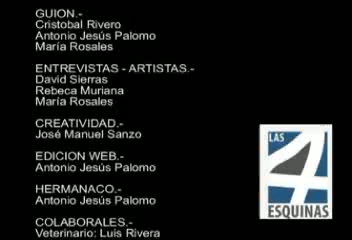 GUION.-
Cristobal Rivero
Antonio Jesús Palomo
María Rosales
ENTREVISTAS - ARTISTAS.-
David Sierras
Rebeca Muriana
María Rosales
CREATIVIDAD.-
José Manuel Sanzo
EDICION WEB.-
Antonio Jesús Palomo
HERMANACO.-
Antonio Jesús Palomo
COLABORALES.-
Veterinario: Luis Rivera
LAS
4
ESQUINAS